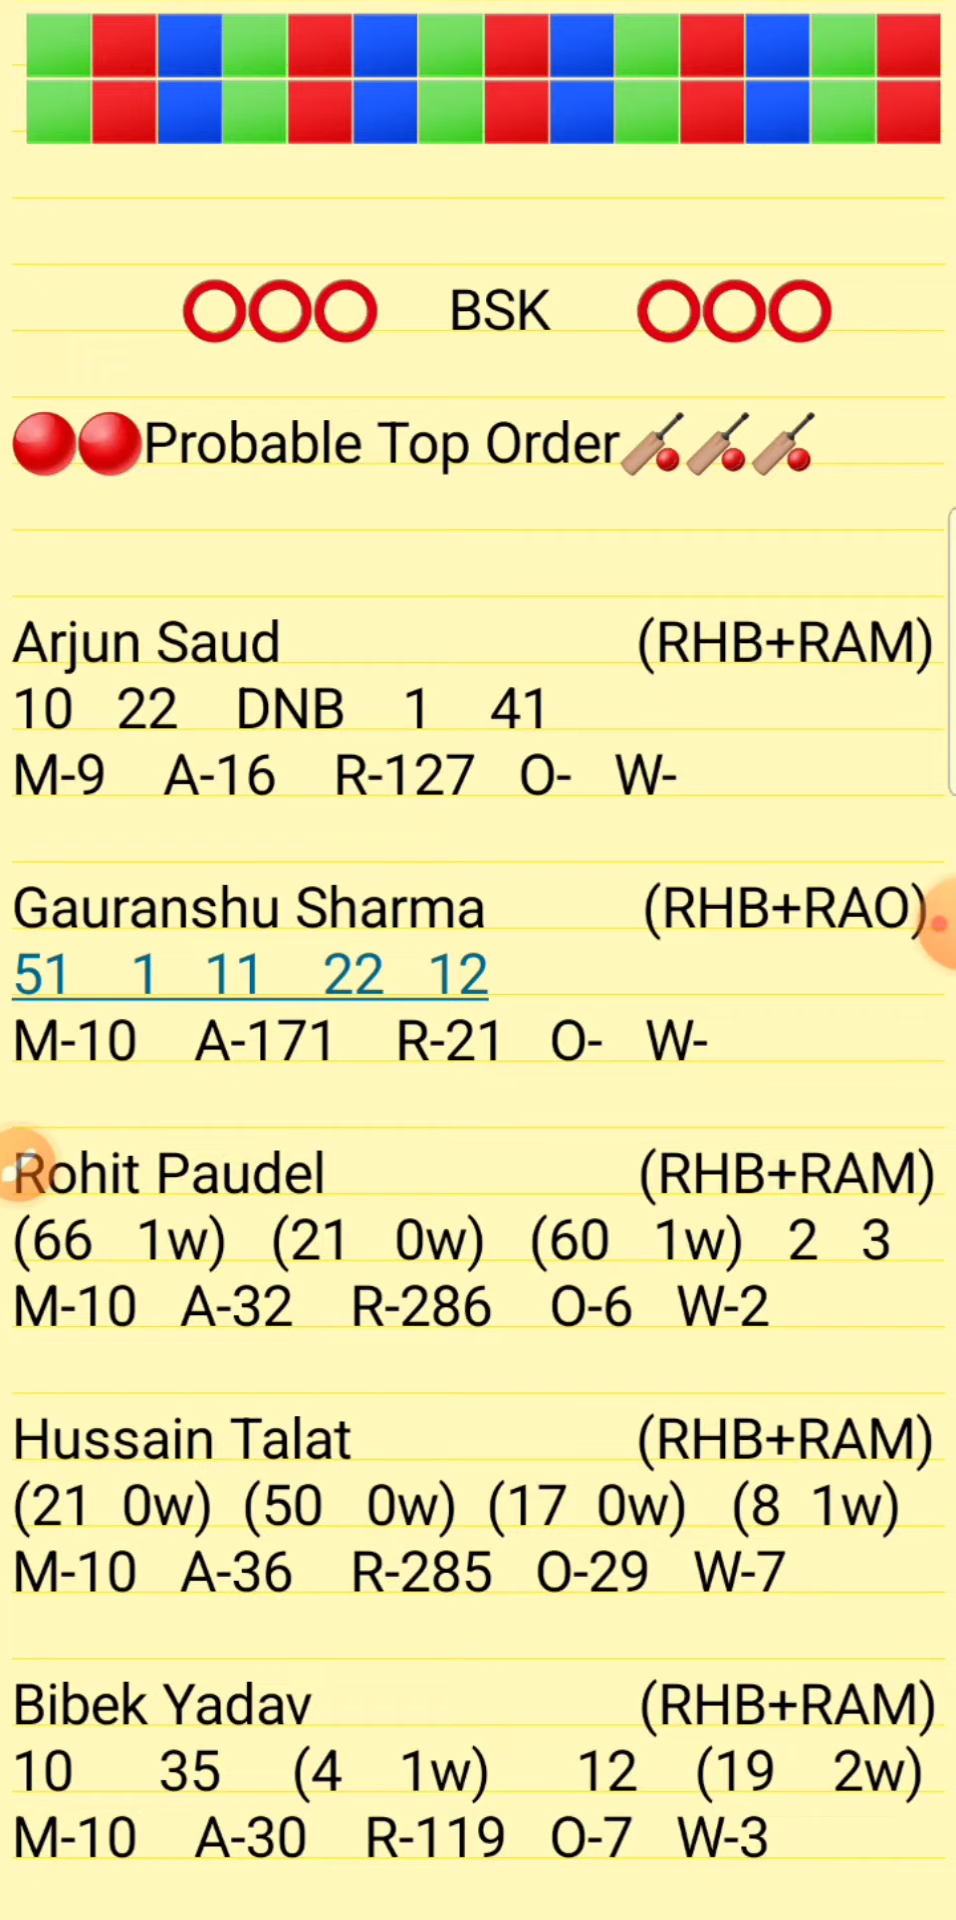 BSK
Probable Top Order
Arjun Saud (RHB+RAM)
10 22 DNB 1 41
M-9 A-16 R-127 O- W-
Gauranshu Sharma (RHB+RAO)
51 1 11 22 12
M-10 A-171 R-21 O- W-
Rohit Paudel (RHB+RAM)
(66 1w) (21 0w) (60 1w) 2 3
M-10 A-32 R-286 O-6 W-2
Hussain Talat (RHB+RAM)
(21 0w) (50 0w) (17 0w) (8 1w)
M-10 A-36 R-285 O-29 W-7
Bibek Yadav (RHB+RAM)
10 35 (4 1w) 12 (19 2w)
M-10 A-30 R-119 O-7 W-3